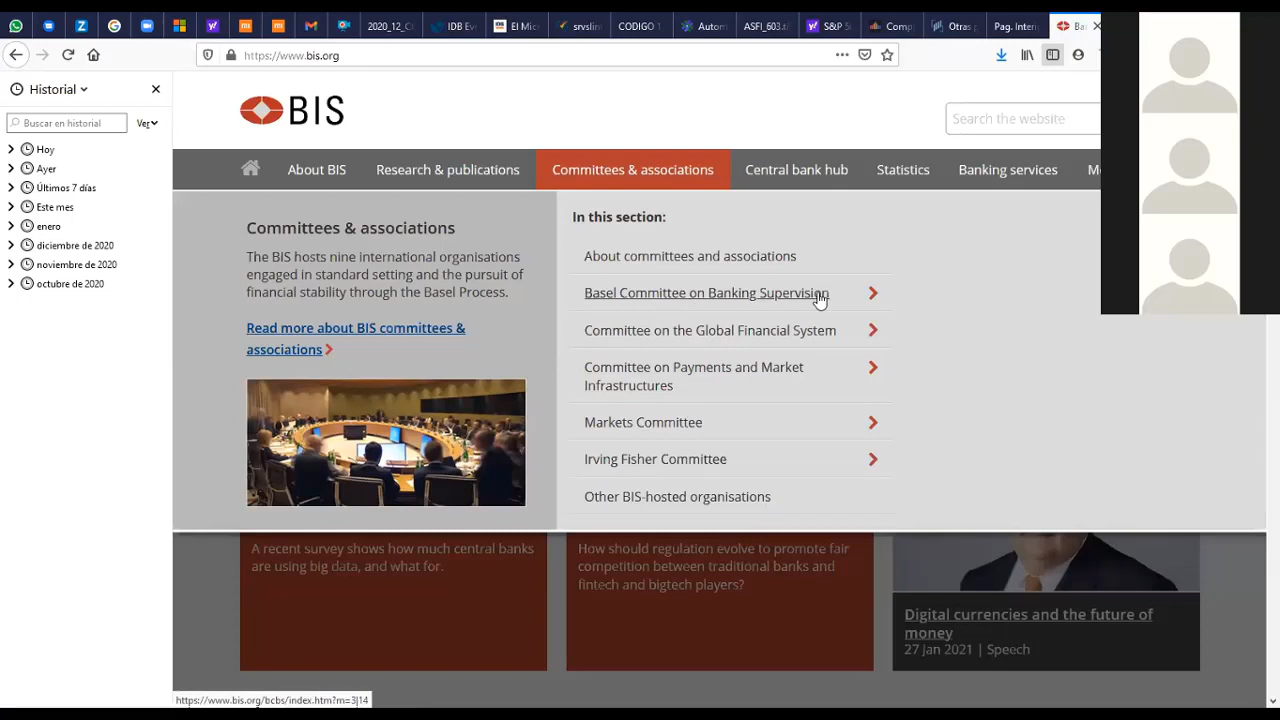 2020_12_C
IDB Ev
El Mic
srvslin
CODIGO
Autom
ASFI_603.
S&P S
Comp
Otras
Pag. Inter
Ba
https://www.bis.org
Historial
Buscar en historial
Ver
Hoy
Ayer
Últimos 7 días
Este mes
enero
diciembre de 2020
noviembre de 2020
octubre de 2020
BIS
Search the website
About BIS
Research & publications
Committees & associations
Central bank hub
Statistics
Banking services
M
Committees & associations
The BIS hosts nine international organisations
engaged in standard setting and the pursuit of
financial stability through the Basel Process.
Read more about BIS committees &
associations
In this section:
About committees and associations
Basel Committee on Banking Supervision
Committee on the Global Financial System
Committee on Payments and Market
Infrastructures
Markets Committee
Irving Fisher Committee
Other BIS-hosted organisations
A recent survey shows how much central banks
are using big data, and what for.
How should regulation evolve to promote fair
competition between traditional banks and
fintech and bigtech players?
Digital currencies and the future of
money
27 Jan 2021 | Speech
https://www.bis.org/bcbs/index.htm?m=3|14